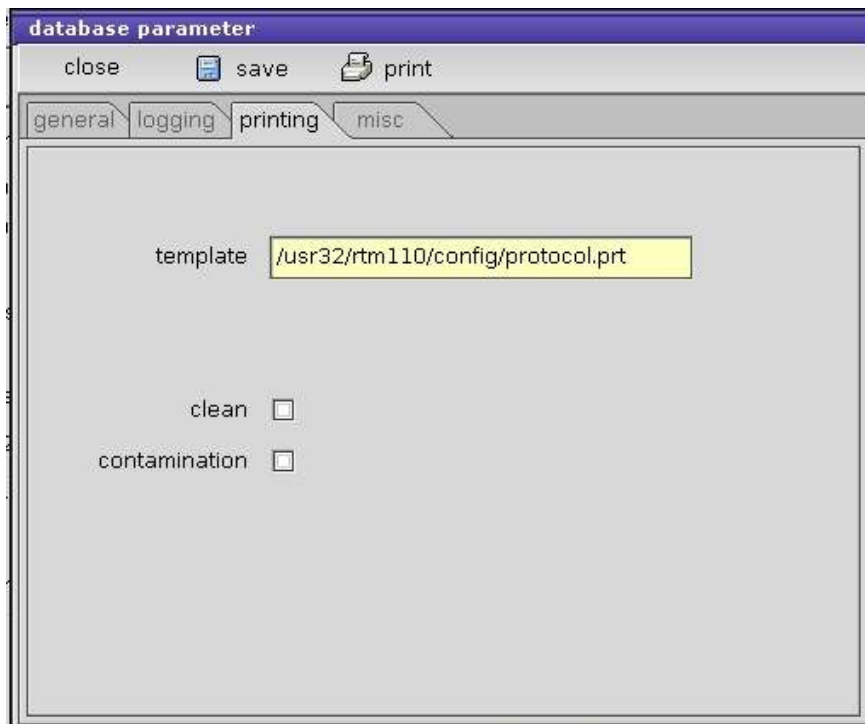 database parameter
close save print
general logging printing misc
template /usr32/rtm110/config/protocol.prt
clean
contamination